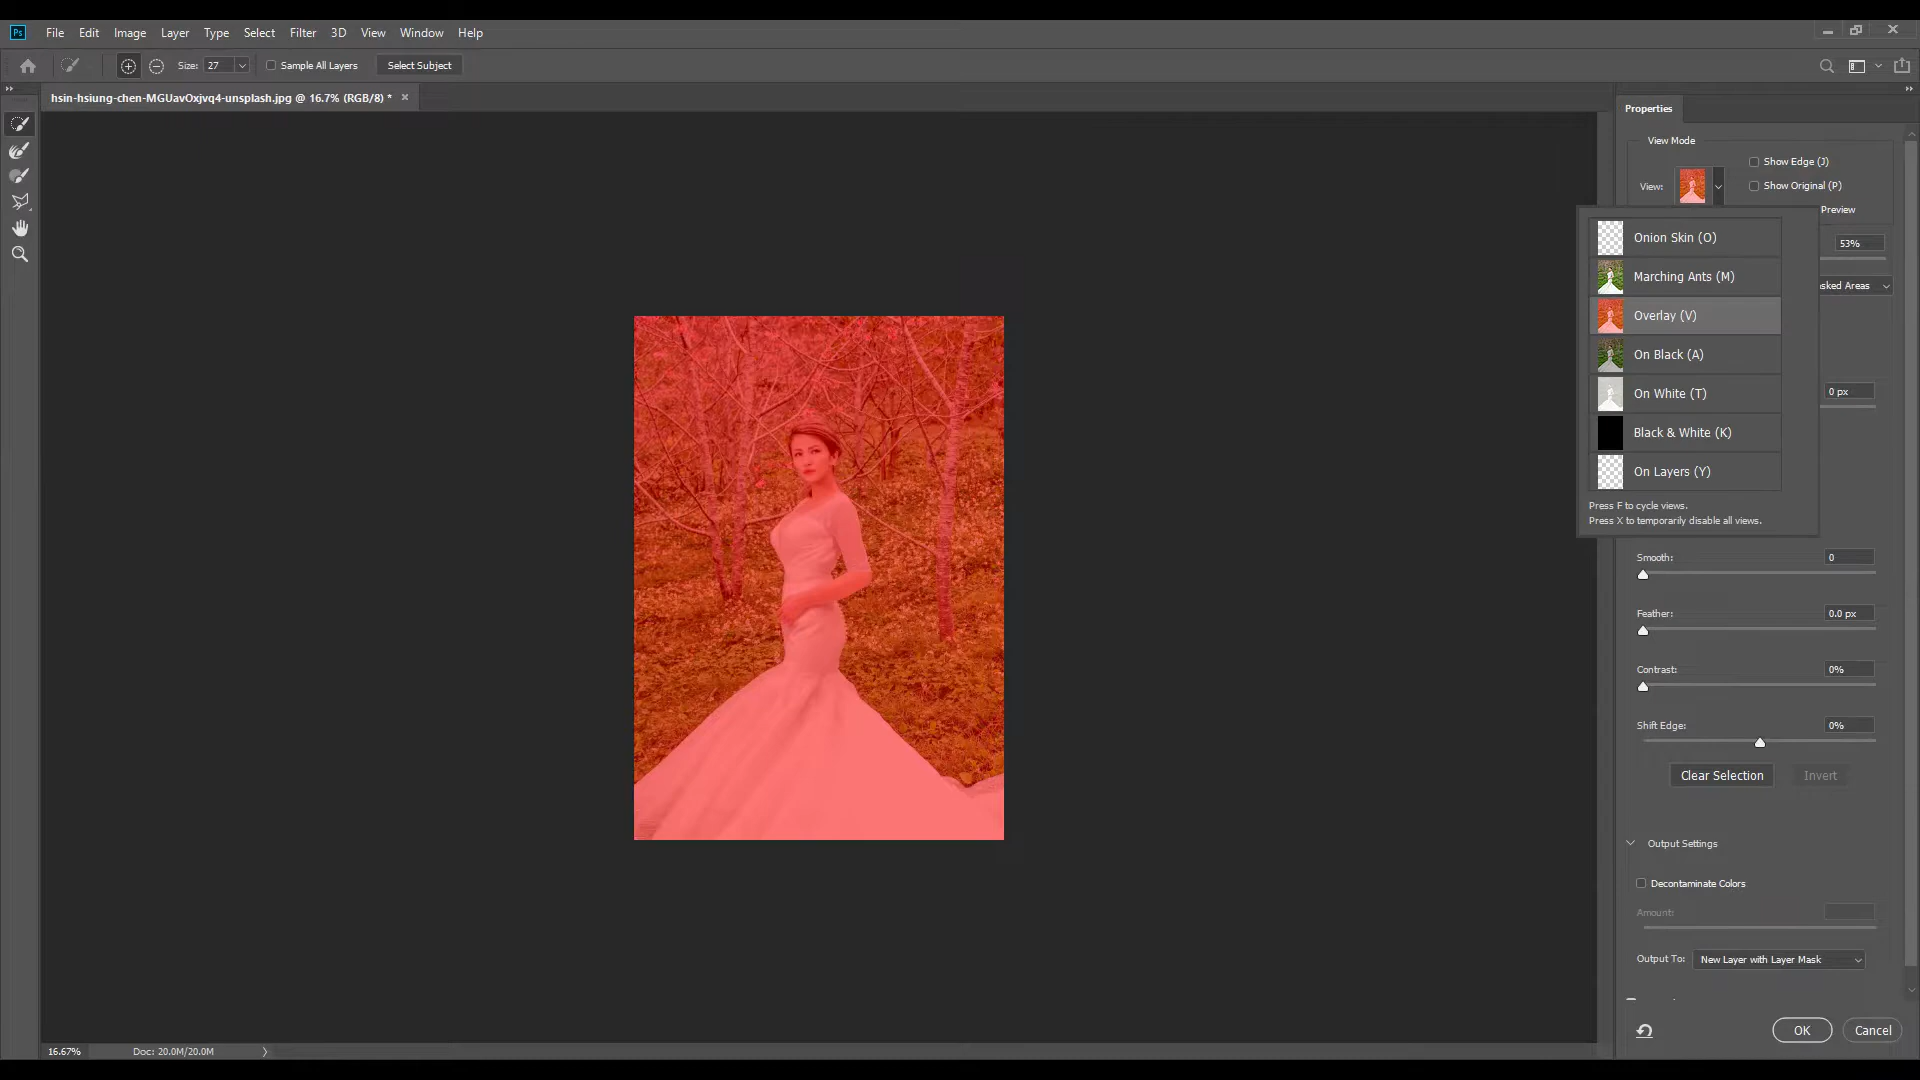 Ps File Edit Image Layer Type Select Filter 3D View Window Help
Size: 27 Sample All Layers Select Subject
hsin-hsiung-chen-MGUavOxjvq4-unsplash.jpg @ 16.7% (RGB/8) *
Properties
View Mode
Show Edge (J)
View:
Show Original (P)
Preview
Onion Skin (O)
53%
Marching Ants (M)
sked Areas
Overlay (V)
On Black (A)
On White (T)
0 px
Black & White (K)
On Layers (Y)
Press F to cycle views.
Press X to temporarily disable all views.
Smooth: 0
Feather: 0.0 px
Contrast: 0%
Shift Edge: 0%
Clear Selection Invert
Output Settings
Decontaminate Colors
Amount:
Output To: New Layer with Layer Mask
OK Cancel
16.67% Doc: 20.0M/20.0M